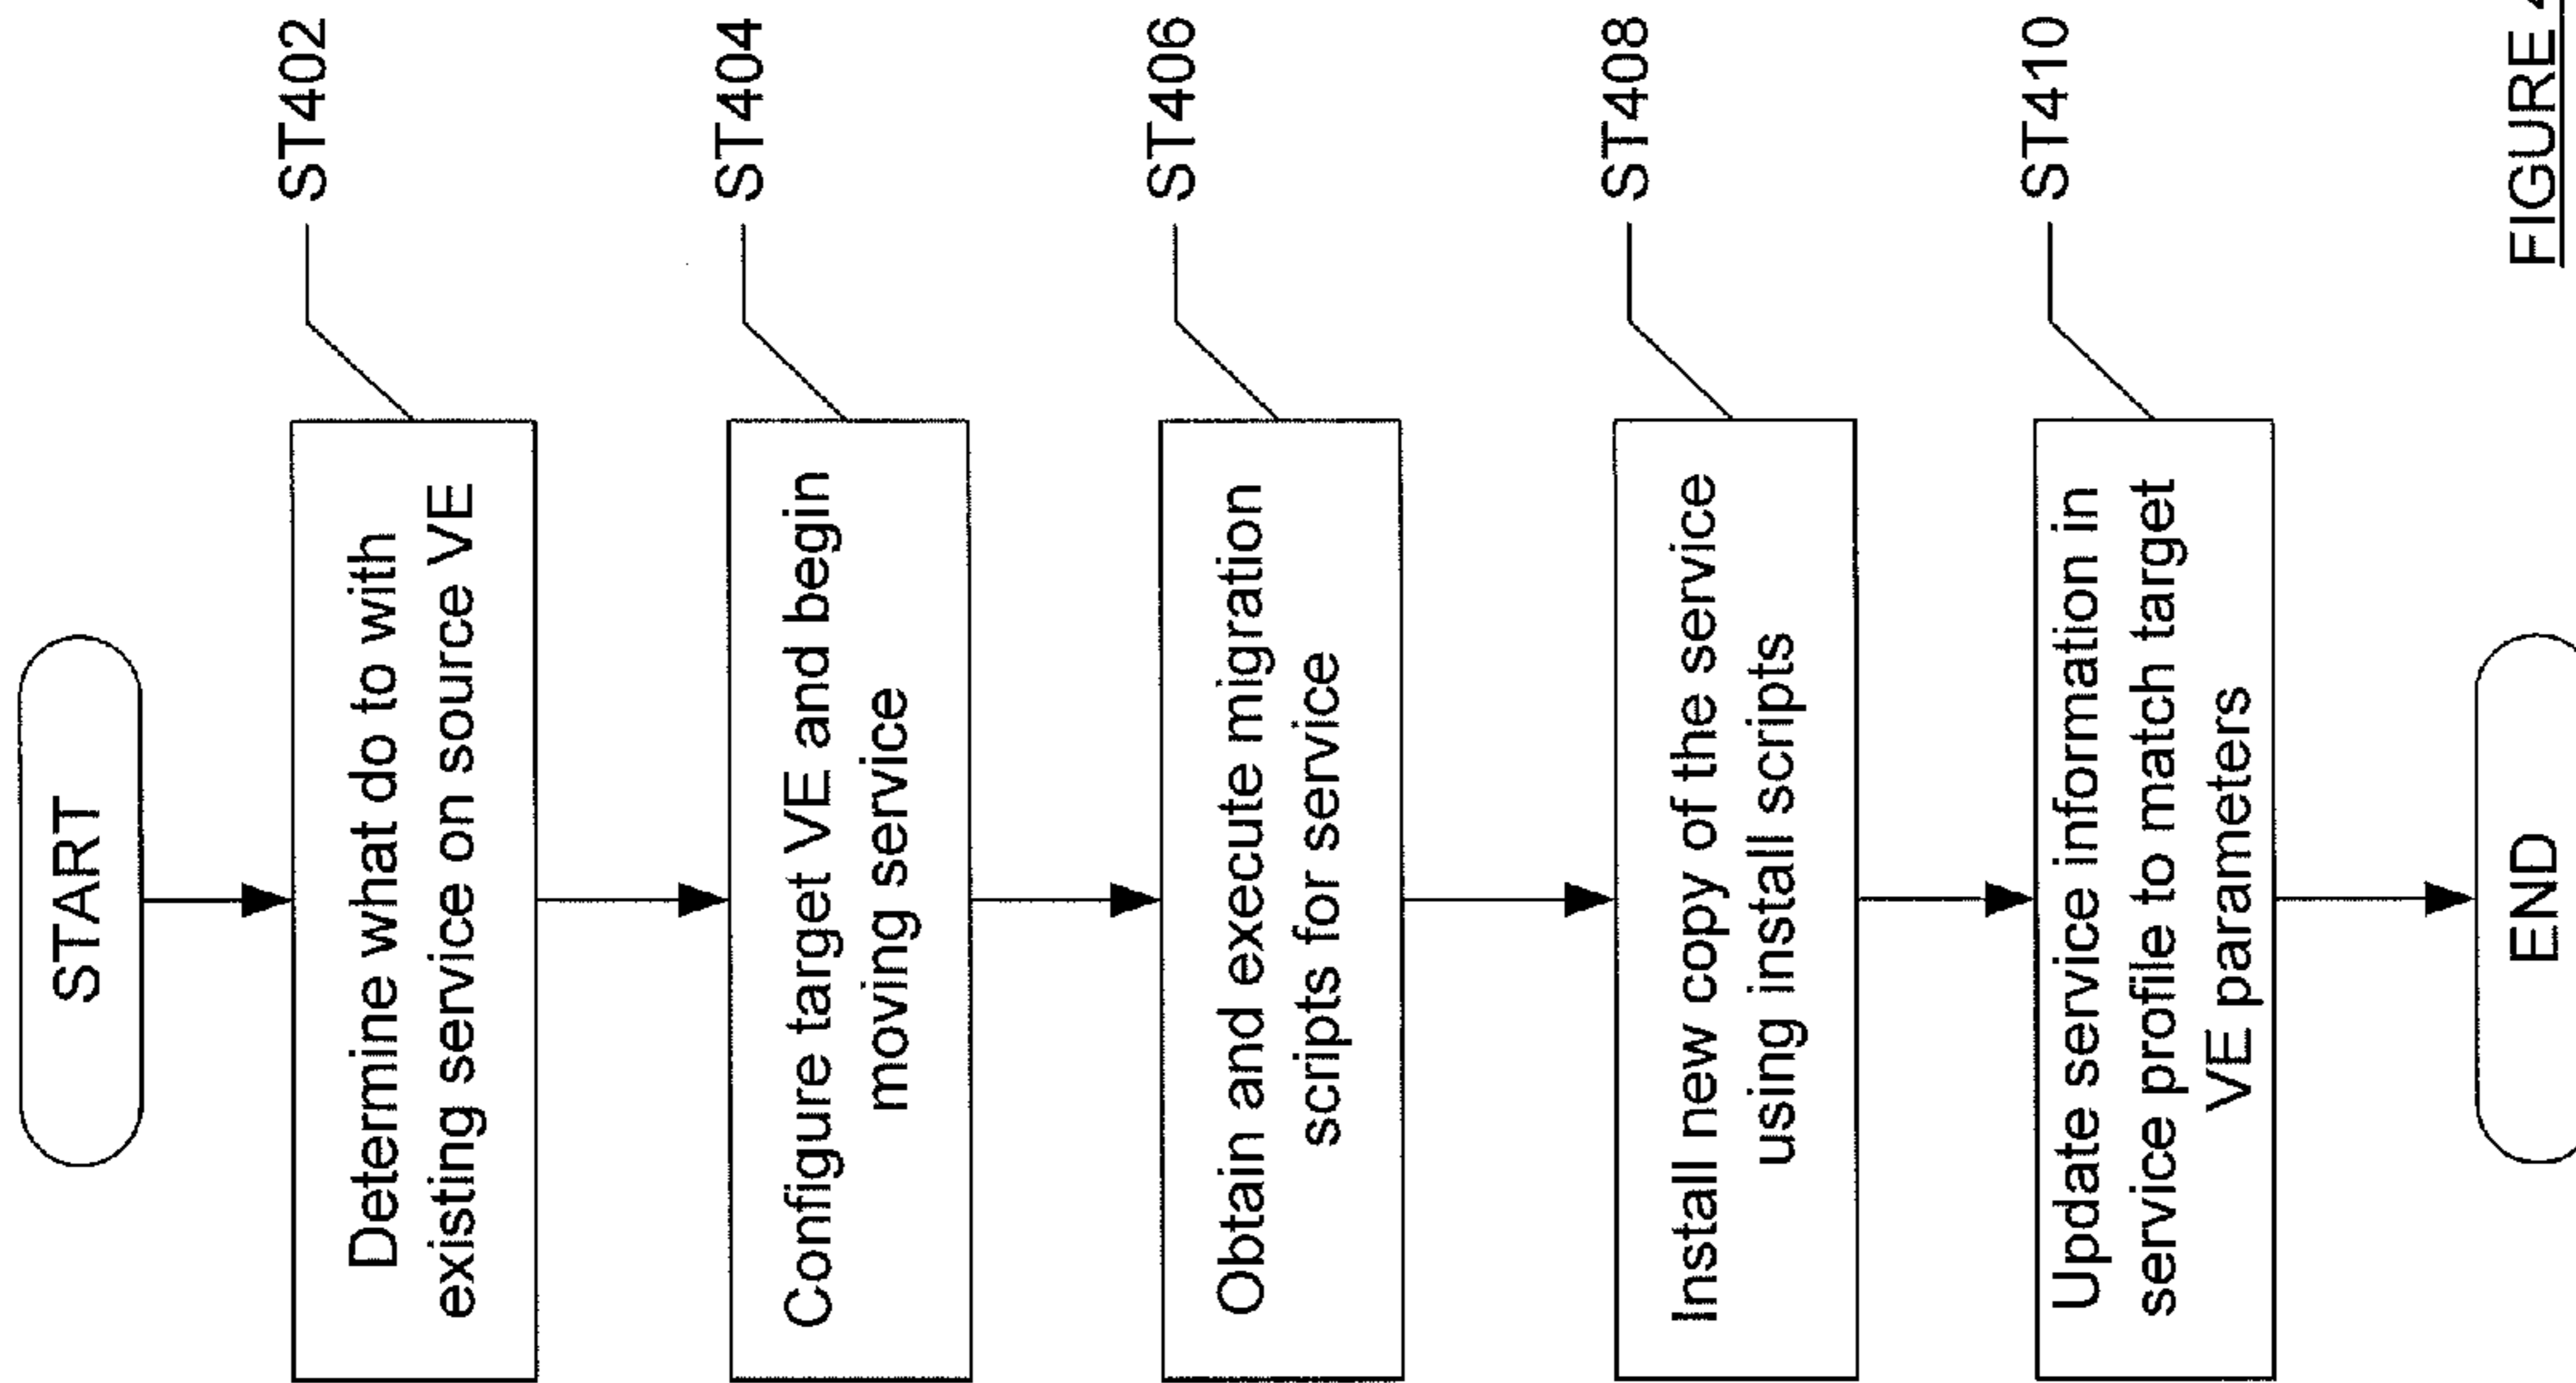 START
Determine what do to with
existing service on source VE
ST402
Configure target VE and begin
moving service
ST404
Obtain and execute migration
scripts for service
ST406
Install new copy of the service
using install scripts
ST408
Update service information in
service profile to match target
VE parameters
ST410
END
FIGURE